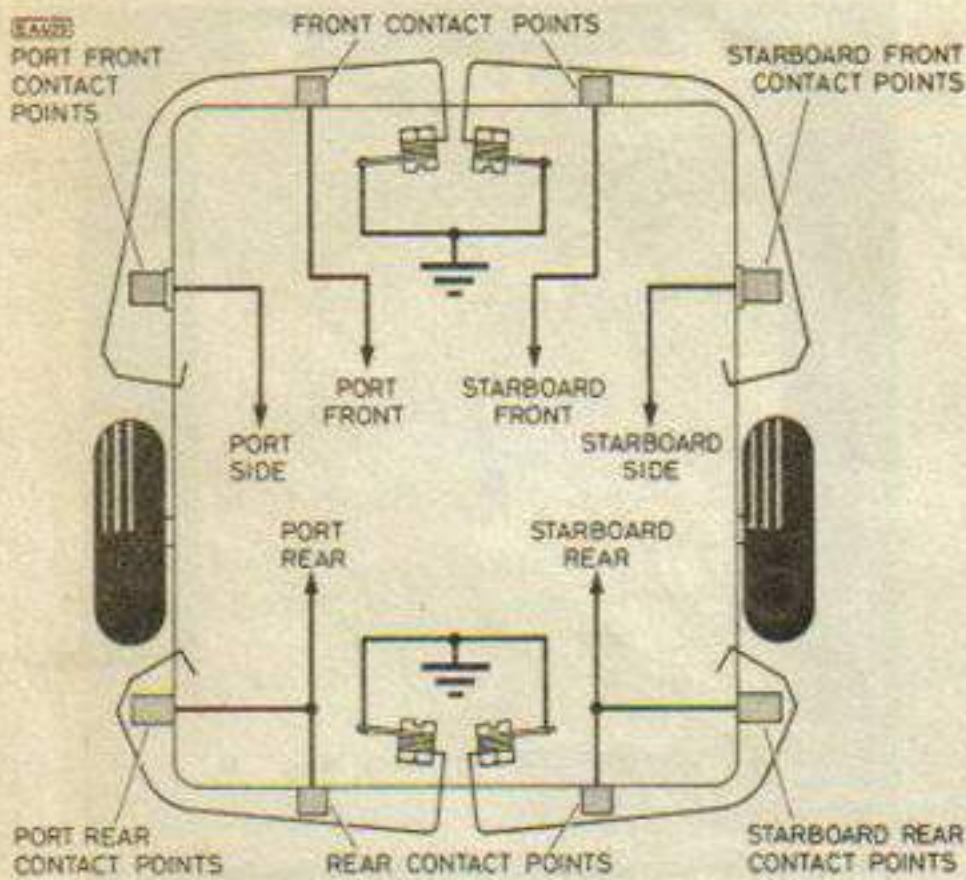 FRONT CONTACT POINTS
PORT FRONT
CONTACT
POINTS
STARBOARD FRONT
CONTACT POINTS
PORT
FRONT
STARBOARD
FRONT
PORT
SIDE
STARBOARD
SIDE
PORT
REAR
STARBOARD
REAR
PORT REAR
CONTACT POINTS
REAR CONTACT POINTS
STARBOARD REAR
CONTACT POINTS